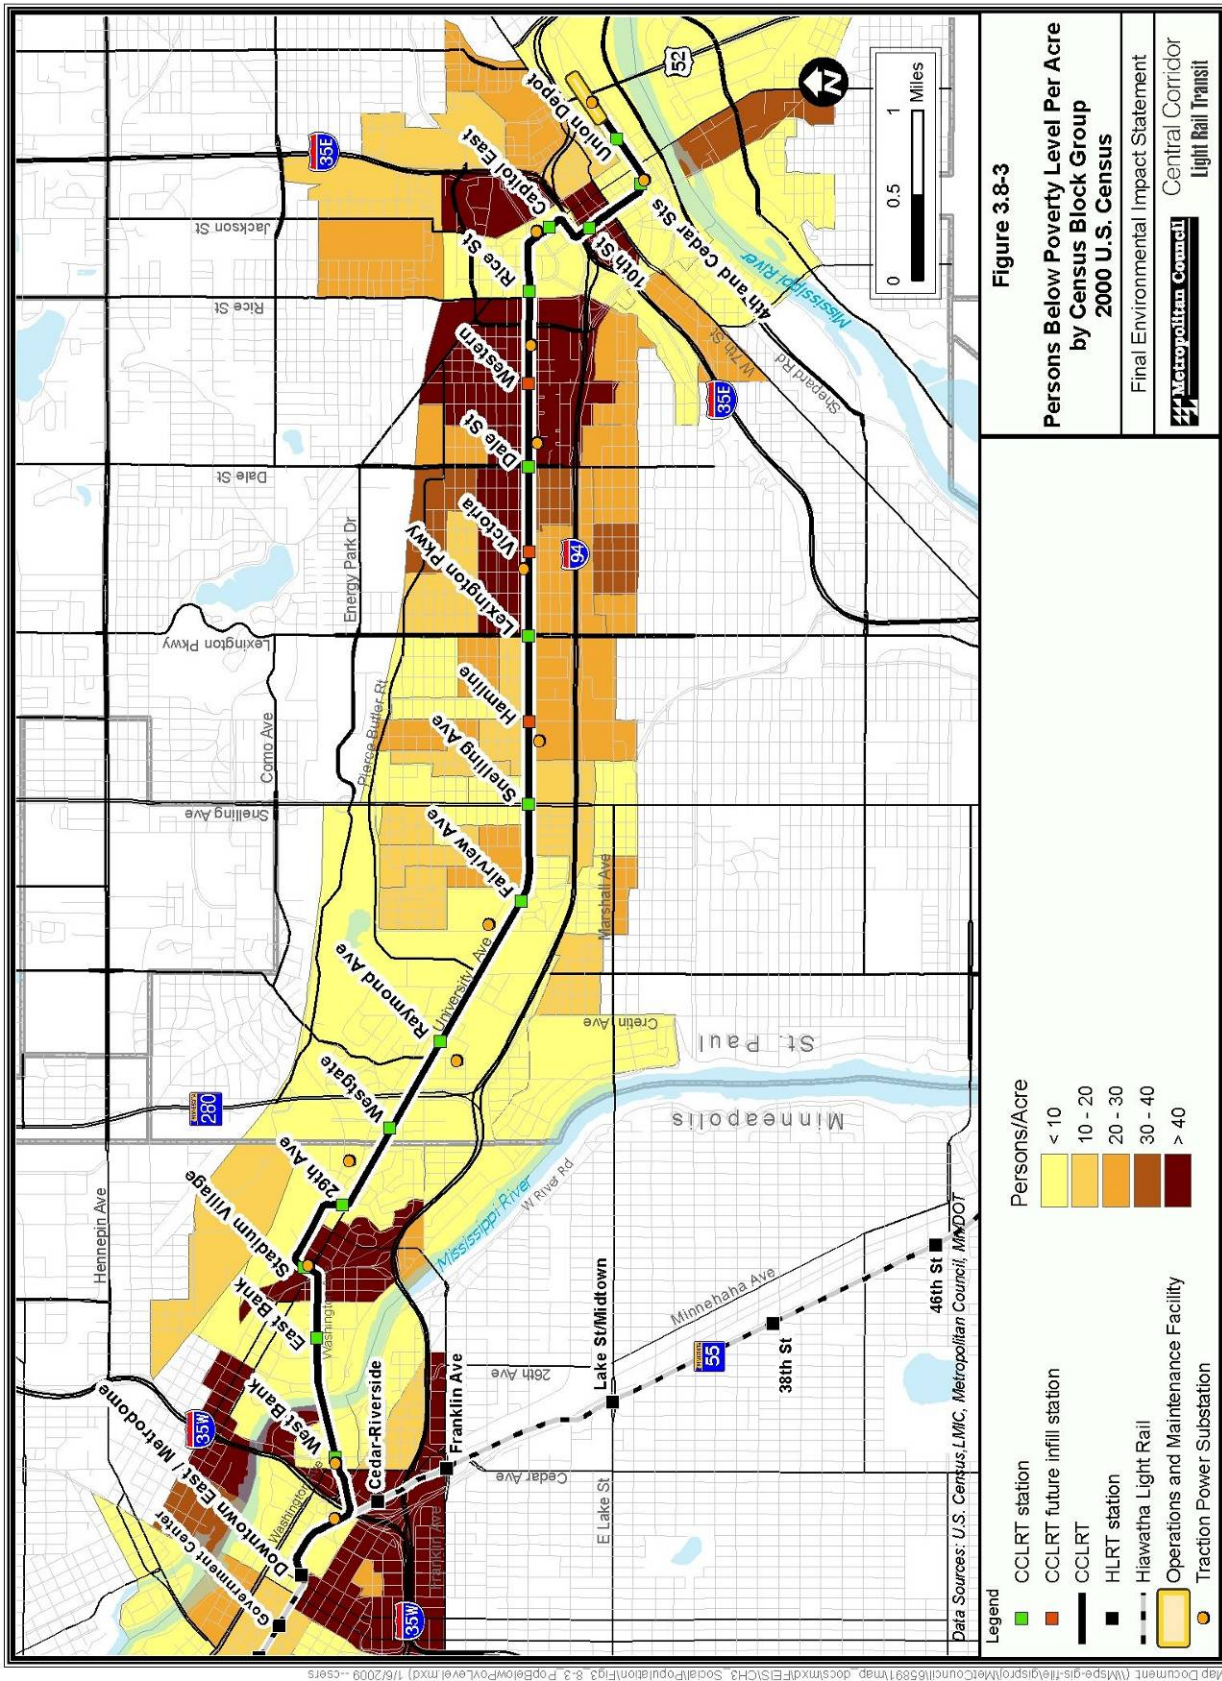 Hennepin Ave
280
Como Ave
Snelling Ave
Lexington Pkwy
Energy Park Dr
Pierce Butler Rt
Dale St
Rice St
Jackson St
35E
52
Government Center
Downtown East / Metrodome
35W
Washington Ave
West Bank
East Bank
Washington
Stadium Village
29th Ave
Westgate
Raymond Ave
University Ave
Fairview Ave
Snelling Ave
Hamline
Lexington Pkwy
Victoria
Dale St
Western
Rice St
Capitol East
10th St
4th and Cedar Sts
Union Depot
Cedar-Riverside
Franklin Ave
Franklin Ave
35W
Cedar Ave
26th Ave
E Lake St
Lake St/Midtown
55
Minnehaha Ave
38th St
46th St
Mississippi River
W River Rd
Minneapolis
St. Paul
Cretin Ave
Marshall Ave
94
35E
W 7th St
Shepard Rd
Mississippi River
N
0 0.5 1 Miles
Data Sources: U.S. Census,LMIC, Metropolitan Council, MnDOT
Legend
CCLRT station
CCLRT future infill station
CCLRT
HLRT station
Hiawatha Light Rail
Operations and Maintenance Facility
Traction Power Substation
Persons/Acre
< 10
10 - 20
20 - 30
30 - 40
> 40
Figure 3.8-3
Persons Below Poverty Level Per Acre
by Census Block Group
2000 U.S. Census
Final Environmental Impact Statement
Metropolitan Council
Central Corridor
Light Rail Transit